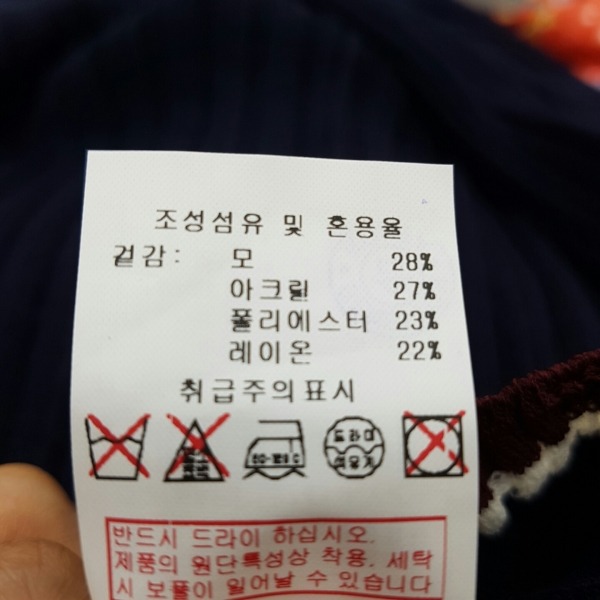 조성섬유 및 혼용율
겉감: 모 28%
아크릴 27%
폴리에스터 23%
레이온 22%
취급주의표시
드라이
반드시 드라이 하십시오.
제품의 원단특성상 착용, 세탁
시 보풀이 일어날 수 있습니다